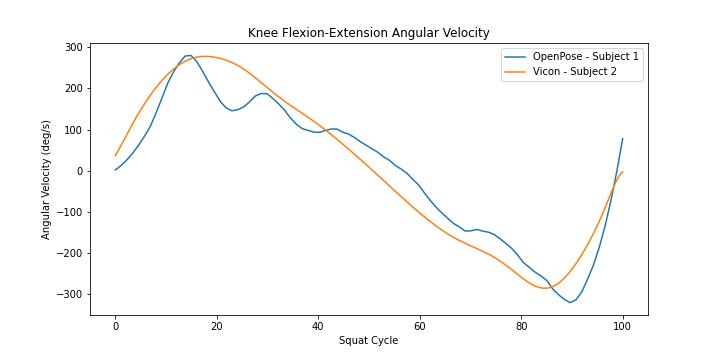 Knee Flexion-Extension Angular Velocity
OpenPose - Subject 1
Vicon - Subject 2
300
200
100
0
−100
−200
−300
Angular Velocity (deg/s)
0 20 40 60 80 100
Squat Cycle